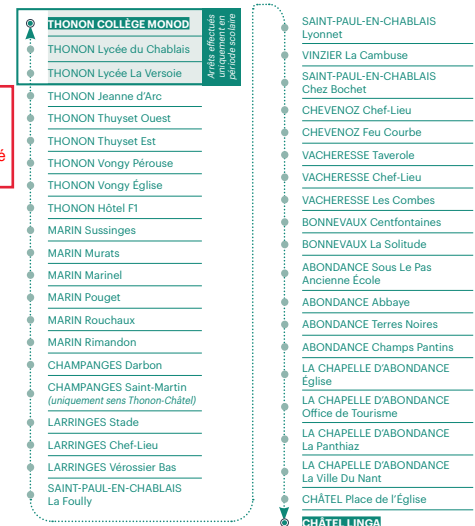 THONON COLLÈGE MONOD
THONON Lycée du Chablais
THONON Lycée La Versoie
Arrêts effectués
uniquement en
période scolaire
é
THONON Jeanne d'Arc
THONON Thuyset Ouest
THONON Thuyset Est
THONON Vongy Pérouse
THONON Vongy Église
THONON Hôtel F1
MARIN Sussinges
MARIN Murats
MARIN Marinel
MARIN Pouget
MARIN Rouchaux
MARIN Rimandon
CHAMPANGES Darbon
CHAMPANGES Saint-Martin
(uniquement sens Thonon-Châtel)
LARRINGES Stade
LARRINGES Chef-Lieu
LARRINGES Vérossier Bas
SAINT-PAUL-EN-CHABLAIS
La Foully
SAINT-PAUL-EN-CHABLAIS
Lyonnet
VINZIER La Cambuse
SAINT-PAUL-EN-CHABLAIS
Chez Bochet
CHEVENOZ Chef-Lieu
CHEVENOZ Feu Courbe
VACHERESSE Taverole
VACHERESSE Chef-Lieu
VACHERESSE Les Combes
BONNEVAUX Centfontaines
BONNEVAUX La Solitude
ABONDANCE Sous Le Pas
Ancienne École
ABONDANCE Abbaye
ABONDANCE Terres Noires
ABONDANCE Champs Pantins
LA CHAPELLE D'ABONDANCE
Église
LA CHAPELLE D'ABONDANCE
Office de Tourisme
LA CHAPELLE D'ABONDANCE
La Panthiaz
LA CHAPELLE D'ABONDANCE
La Ville Du Nant
CHÂTEL Place de l'Église
CHÂTEL LINGA